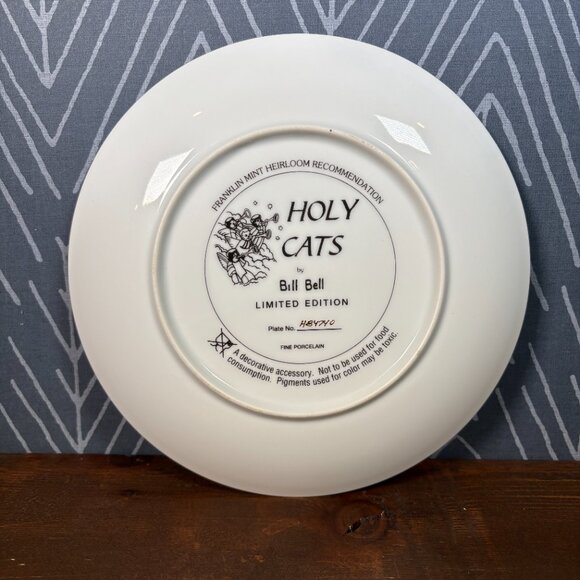 FRANKLIN MINT HEIRLOOM RECOMMENDATION
HOLY
CATS
by
Bill Bell
LIMITED EDITION
Plate No. HB4740
FINE PORCELAIN
A decorative accessory. Not to be used for food
consumption. Pigments used for color may be toxic.